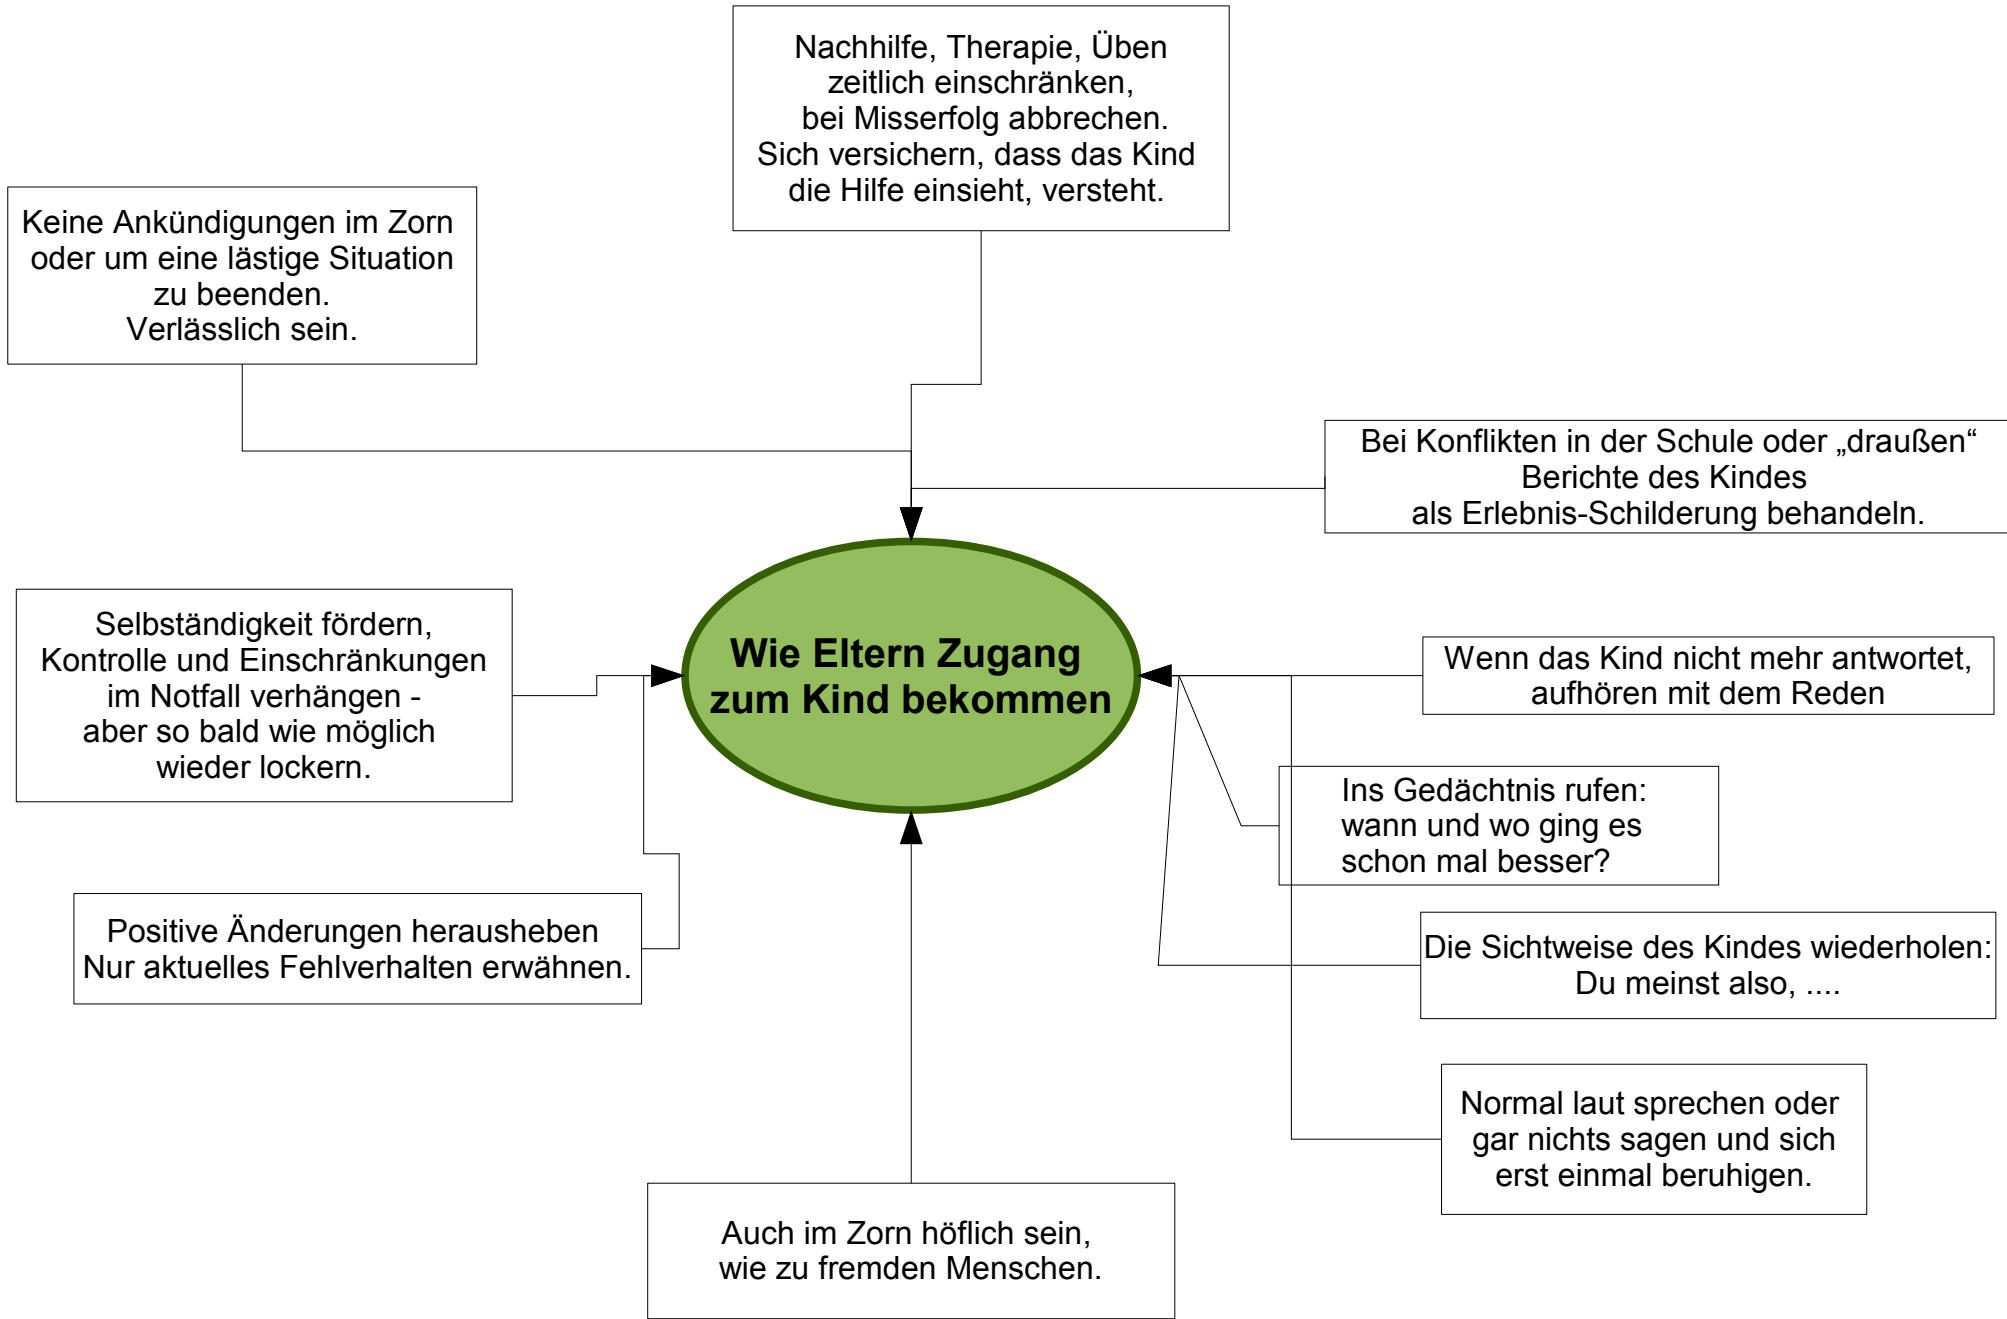 Nachhilfe, Therapie, Üben
zeitlich einschränken,
bei Misserfolg abbrechen.
Sich versichern, dass das Kind
die Hilfe einsieht, versteht.
Keine Ankündigungen im Zorn
oder um eine lästige Situation
zu beenden.
Verlässlich sein.
Bei Konflikten in der Schule oder „draußen“
Berichte des Kindes
als Erlebnis-Schilderung behandeln.
Selbständigkeit fördern,
Kontrolle und Einschränkungen
im Notfall verhängen -
aber so bald wie möglich
wieder lockern.
Wie Eltern Zugang
zum Kind bekommen
Wenn das Kind nicht mehr antwortet,
aufhören mit dem Reden
Ins Gedächtnis rufen:
wann und wo ging es
schon mal besser?
Positive Änderungen herausheben
Nur aktuelles Fehlverhalten erwähnen.
Die Sichtweise des Kindes wiederholen:
Du meinst also, ....
Normal laut sprechen oder
gar nichts sagen und sich
erst einmal beruhigen.
Auch im Zorn höflich sein,
wie zu fremden Menschen.